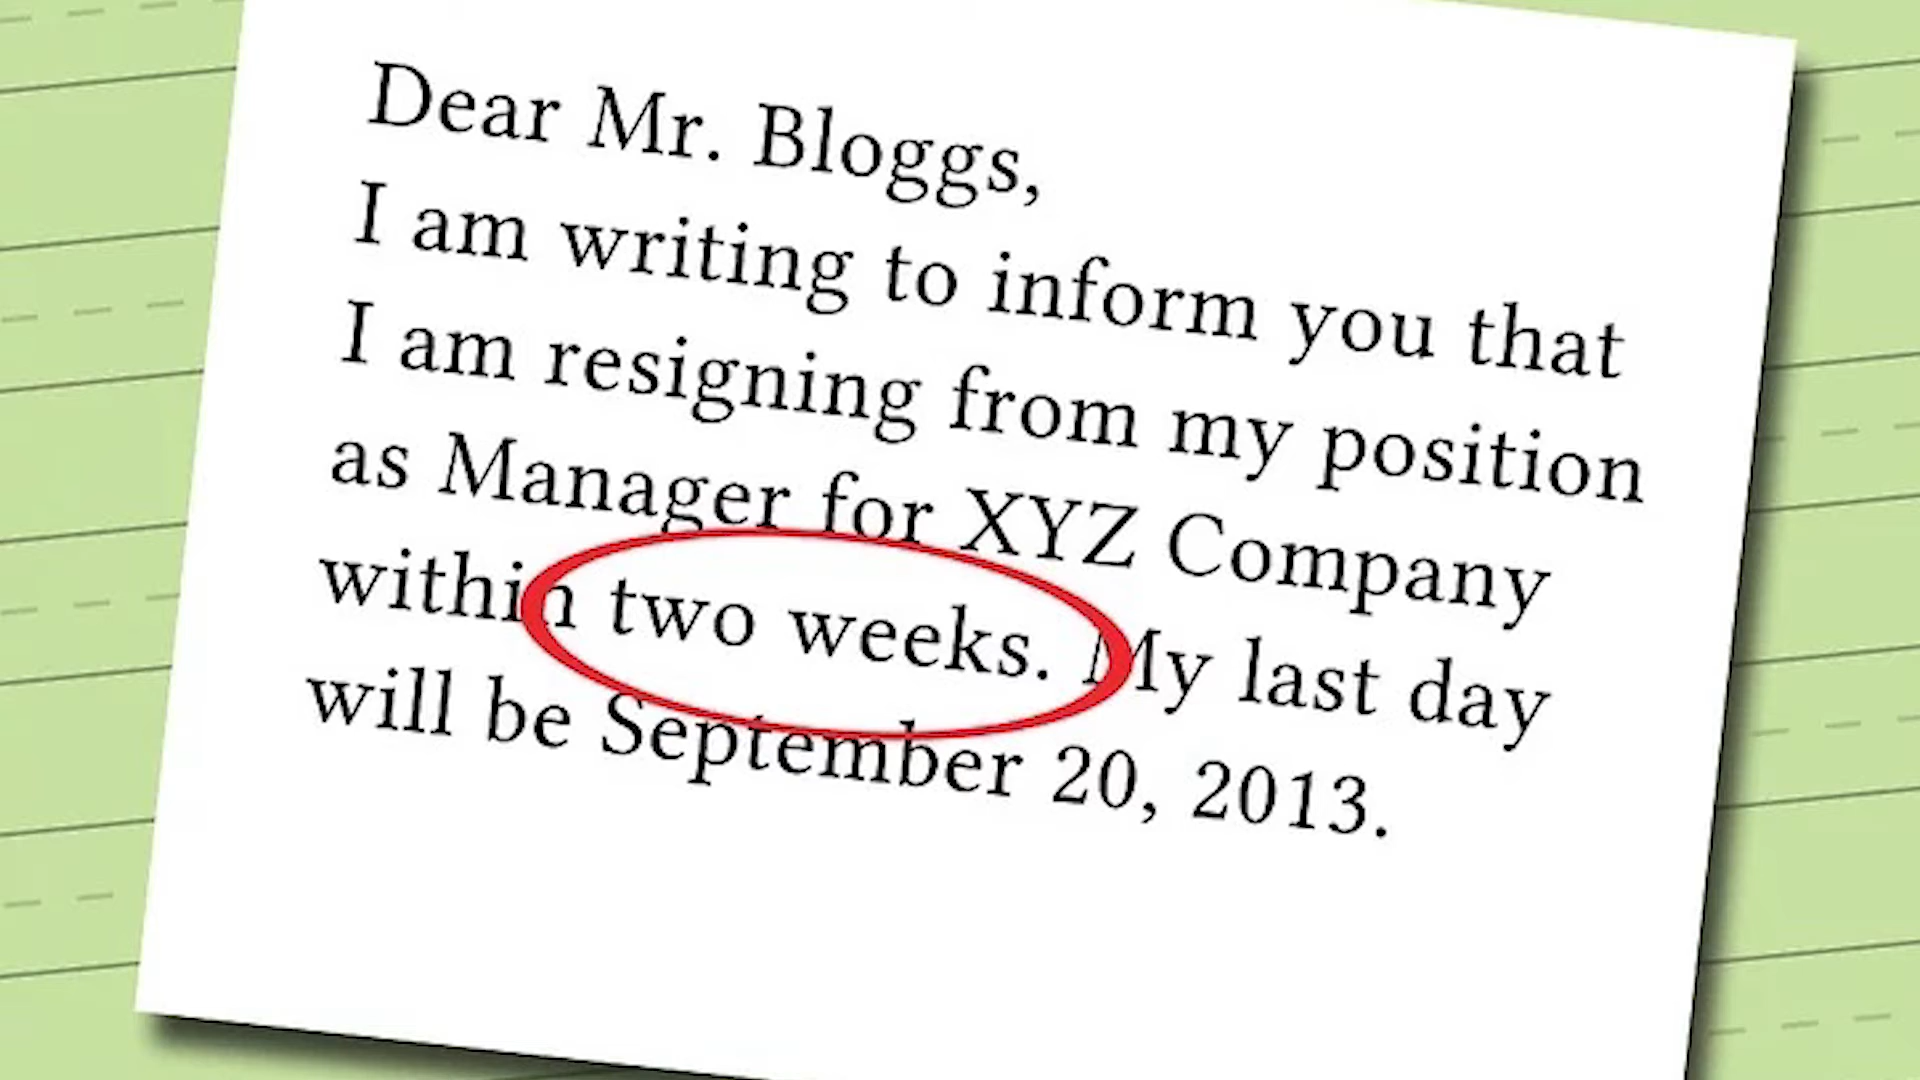 Dear Mr. Bloggs,
I am writing to inform you that
I am resigning from my position
as Manager for XYZ Company
within two weeks. My last day
will be September 20, 2013.